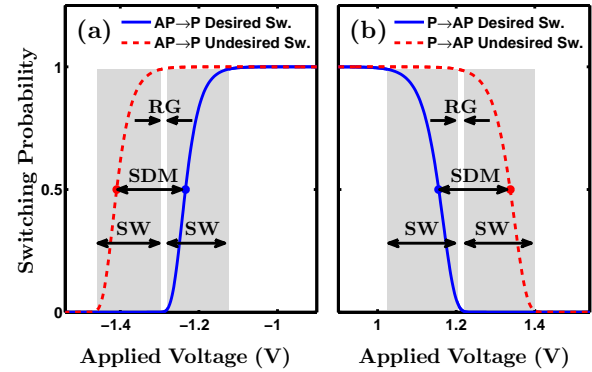 (a)
AP→P Desired Sw.
AP→P Undesired Sw.
(b)
P→AP Desired Sw.
P→AP Undesired Sw.
Switching Probability
1
0.5
0
RG
SDM
SW
SW
RG
SDM
SW
SW
−1.4
−1.2
−1
1
1.2
1.4
Applied Voltage (V)
Applied Voltage (V)